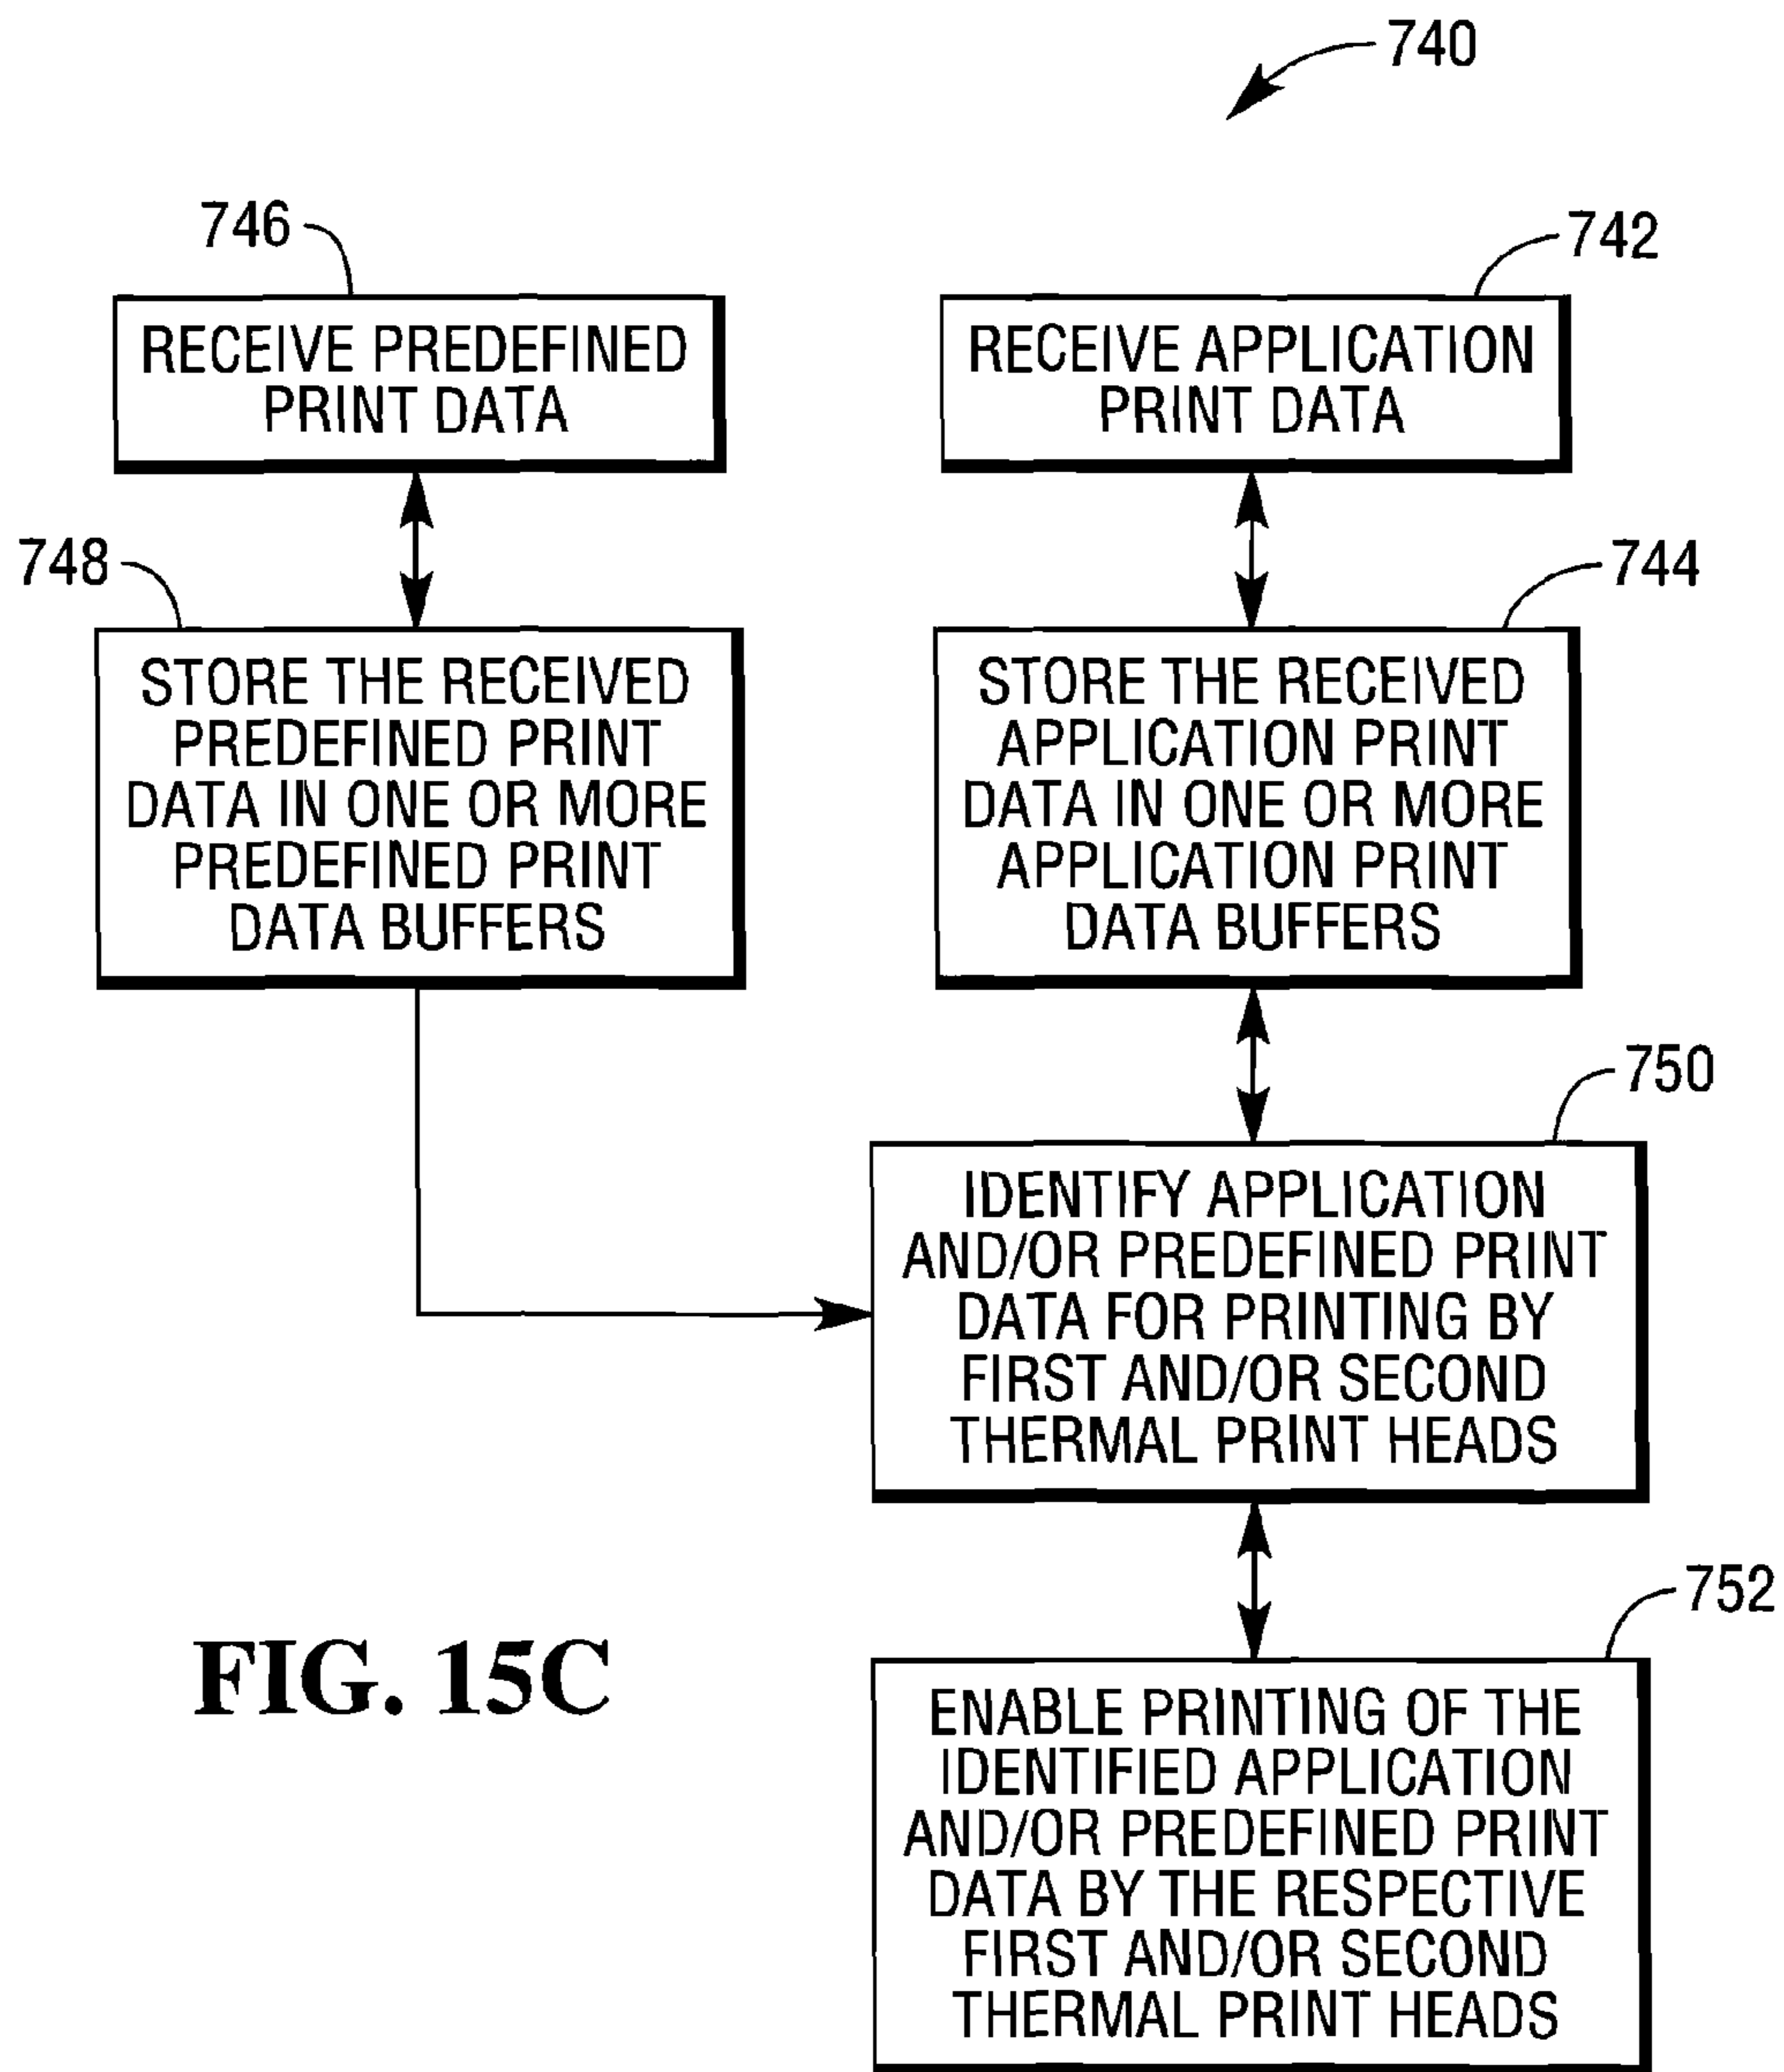 740
746
RECEIVE PREDEFINED
PRINT DATA
742
RECEIVE APPLICATION
PRINT DATA
748
STORE THE RECEIVED
PREDEFINED PRINT
DATA IN ONE OR MORE
PREDEFINED PRINT
DATA BUFFERS
744
STORE THE RECEIVED
APPLICATION PRINT
DATA IN ONE OR MORE
APPLICATION PRINT
DATA BUFFERS
750
IDENTIFY APPLICATION
AND/OR PREDEFINED PRINT
DATA FOR PRINTING BY
FIRST AND/OR SECOND
THERMAL PRINT HEADS
752
ENABLE PRINTING OF THE
IDENTIFIED APPLICATION
AND/OR PREDEFINED PRINT
DATA BY THE RESPECTIVE
FIRST AND/OR SECOND
THERMAL PRINT HEADS
FIG. 15C